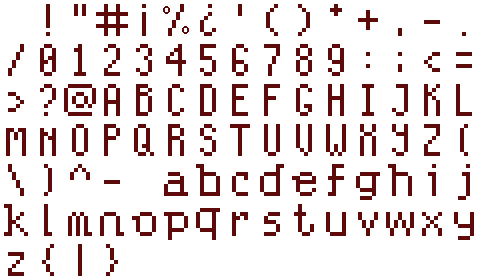 ! " # ¡ % ¿ ' ( ) * + , - .
/ 0 1 2 3 4 5 6 7 8 9 : ; < =
> ? @ A B C D E F G H I J K L
M N O P Q R S T U V W X Y Z (
\ ) ^ - a b c d e f g h i j
k l m n o p q r s t u v w x y
z { | }